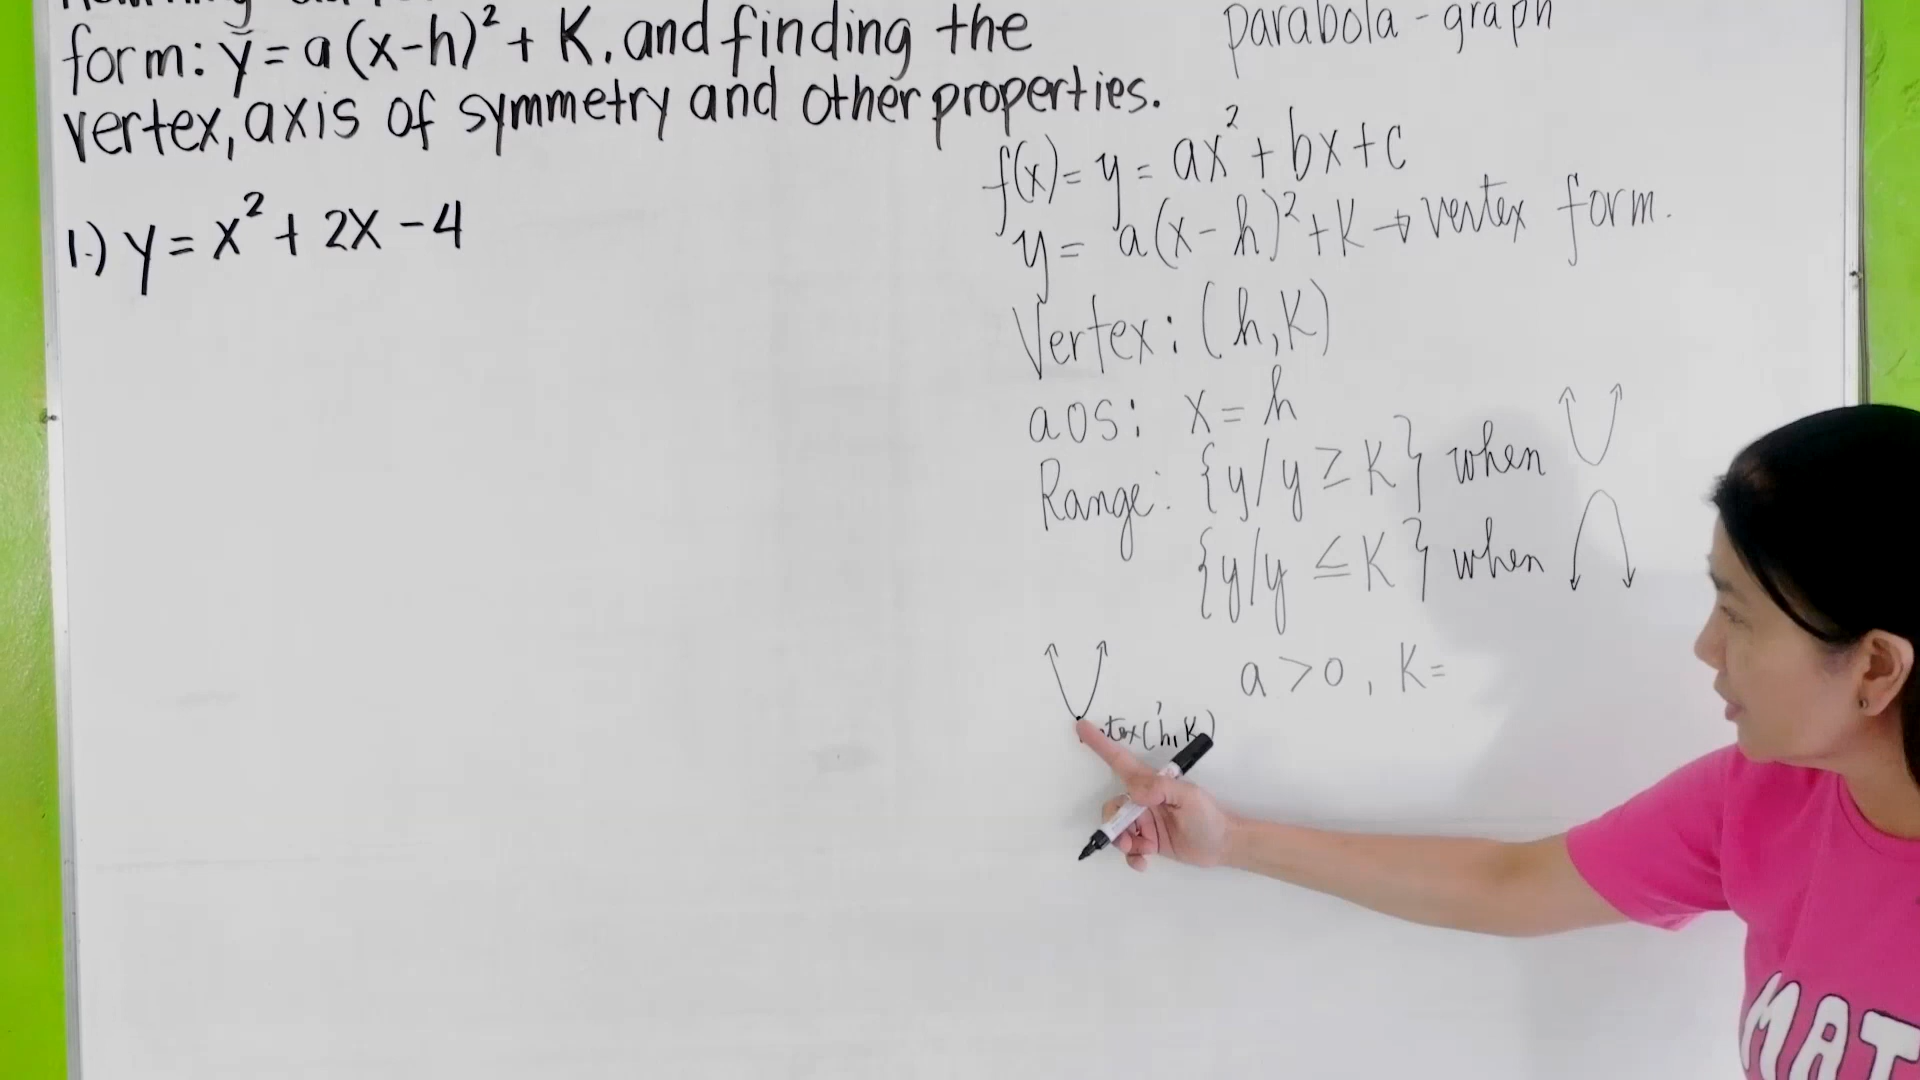 form: y = a(x-h)² + K, and finding the
vertex, axis of symmetry and other properties.
1.) y = x² + 2x - 4
parabola - graph
f(x) = y = ax² + bx + c
y = a(x - h)² + K → vertex form.
Vertex: (h, K)
aos: x = h
Range: {y/y ≥ K} when
{y/y ≤ K} when
a > 0, K =
(h, K)
MAT